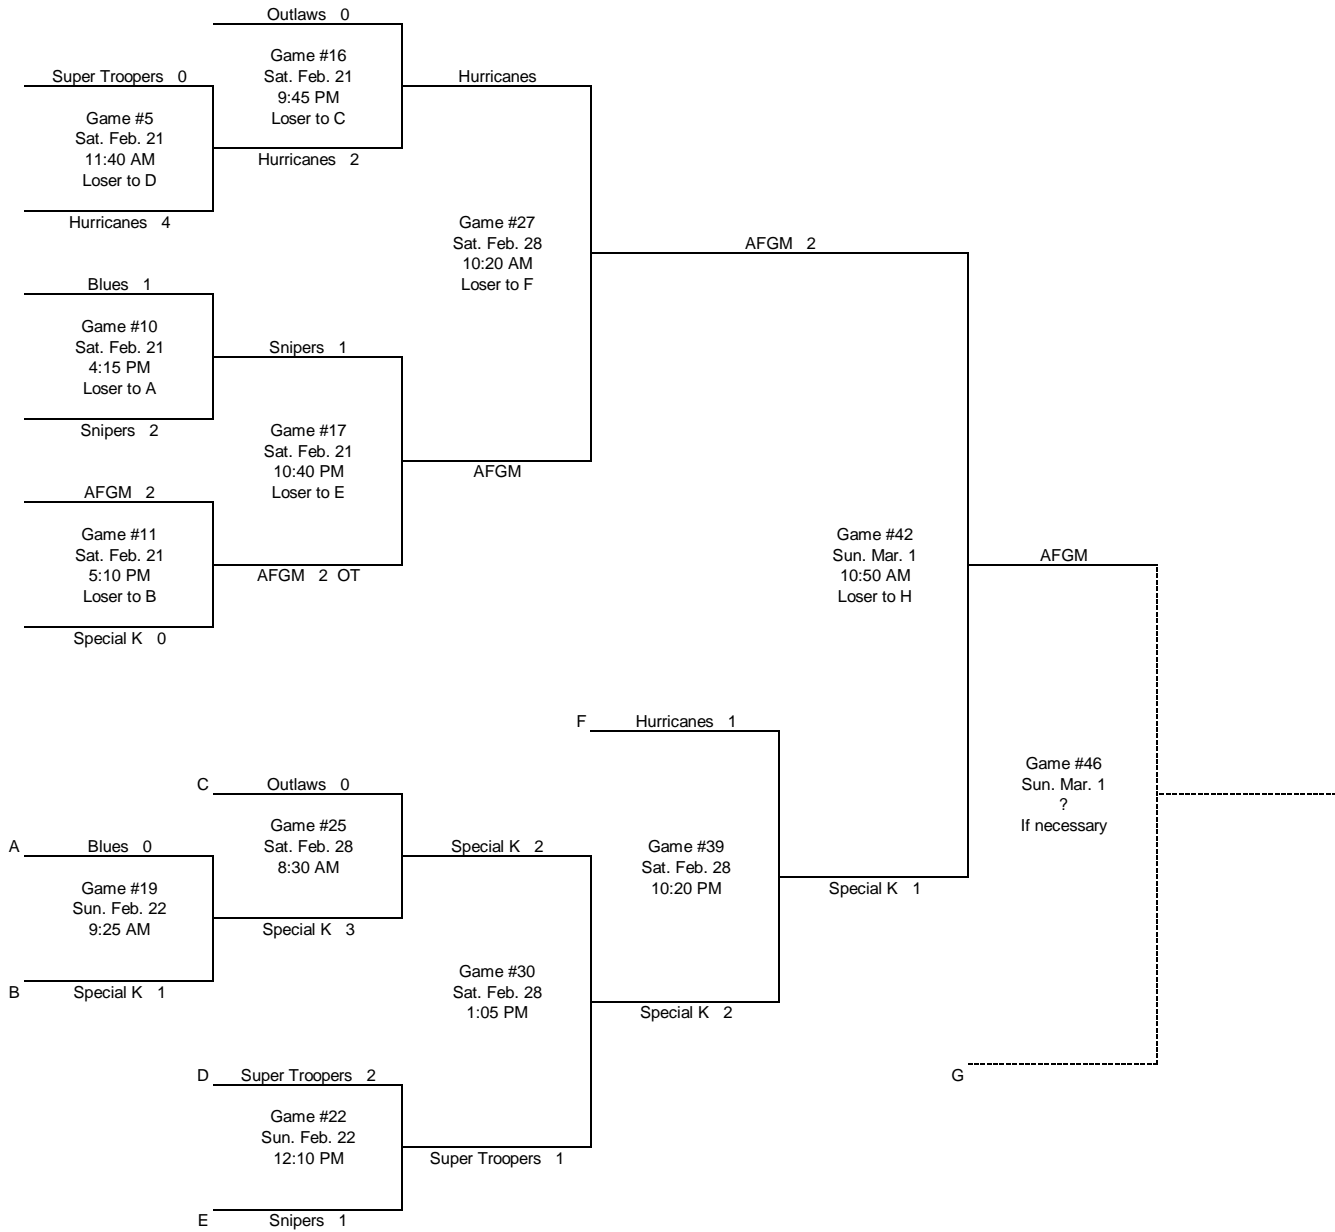 Outlaws 0
Game #16
Sat. Feb. 21
9:45 PM
Loser to C
Hurricanes 2
Super Troopers 0
Game #5
Sat. Feb. 21
11:40 AM
Loser to D
Hurricanes 4
Hurricanes
Game #27
Sat. Feb. 28
10:20 AM
Loser to F
AFGM
Blues 1
Game #10
Sat. Feb. 21
4:15 PM
Loser to A
Snipers 2
Snipers 1
Game #17
Sat. Feb. 21
10:40 PM
Loser to E
AFGM 2 OT
AFGM 2
Game #11
Sat. Feb. 21
5:10 PM
Loser to B
Special K 0
AFGM 2
Game #42
Sun. Mar. 1
10:50 AM
Loser to H
Special K 1
AFGM
Game #46
Sun. Mar. 1
?
If necessary
G
F Hurricanes 1
Game #39
Sat. Feb. 28
10:20 PM
Special K 2
C Outlaws 0
Game #25
Sat. Feb. 28
8:30 AM
Special K 3
A Blues 0
Game #19
Sun. Feb. 22
9:25 AM
B Special K 1
Special K 2
Game #30
Sat. Feb. 28
1:05 PM
Super Troopers 1
D Super Troopers 2
Game #22
Sun. Feb. 22
12:10 PM
E Snipers 1